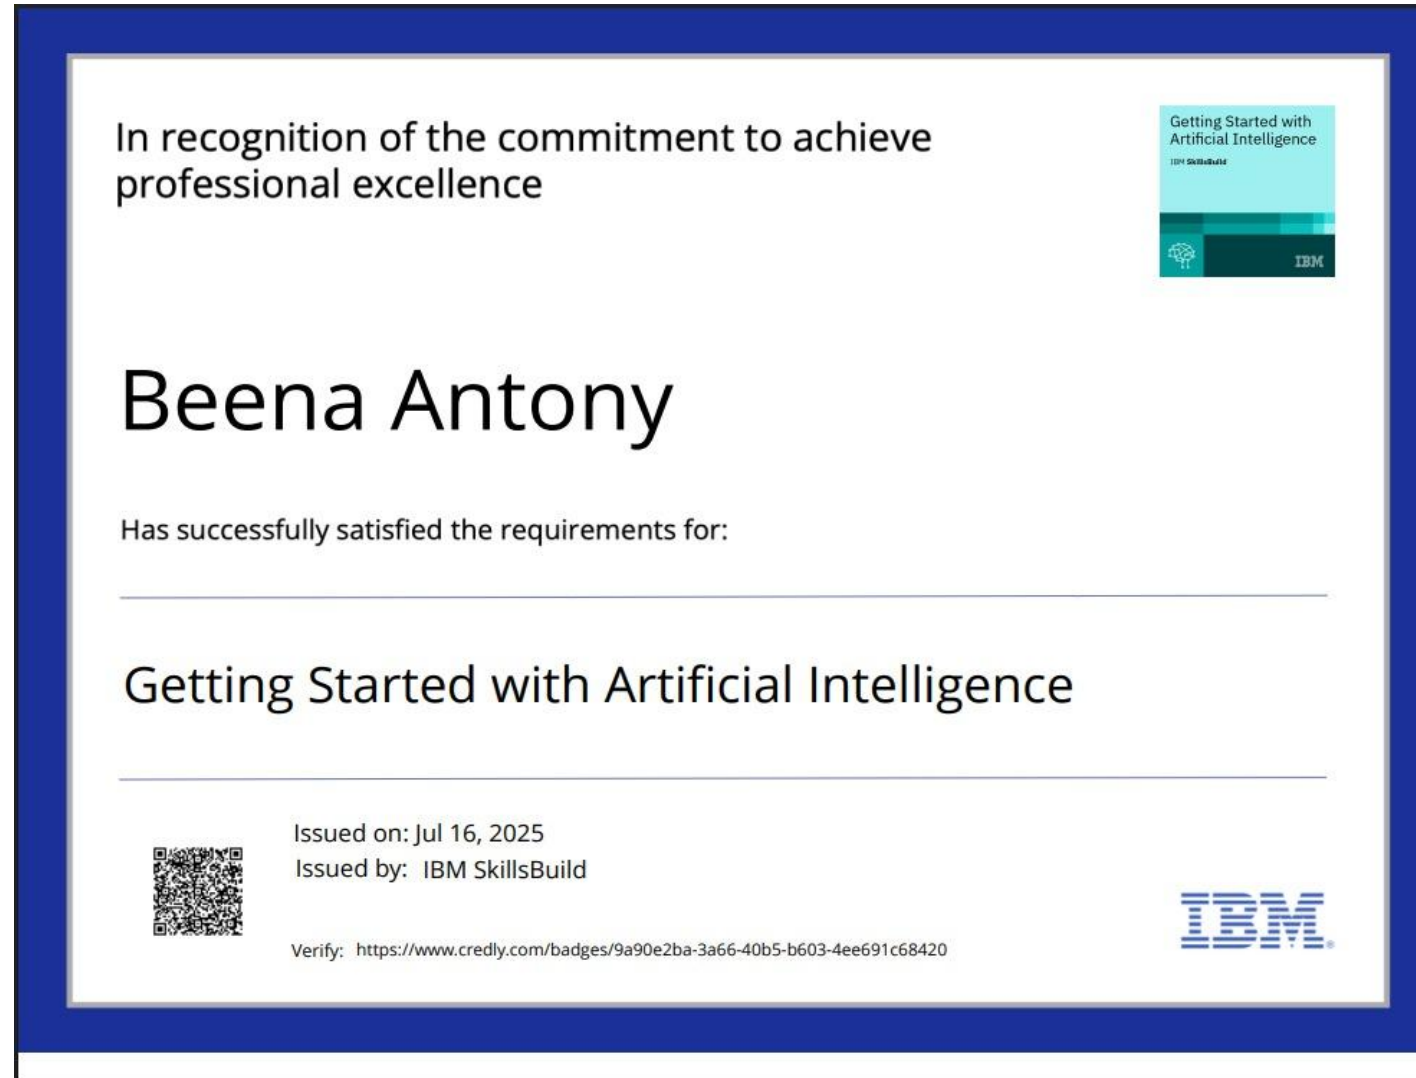 In recognition of the commitment to achieve
professional excellence
Getting Started with
Artificial Intelligence
IBM SkillsBuild
IBM
Beena Antony
Has successfully satisfied the requirements for:
Getting Started with Artificial Intelligence
Issued on: Jul 16, 2025
Issued by: IBM SkillsBuild
Verify: https://www.credly.com/badges/9a90e2ba-3a66-40b5-b603-4ee691c68420
IBM®